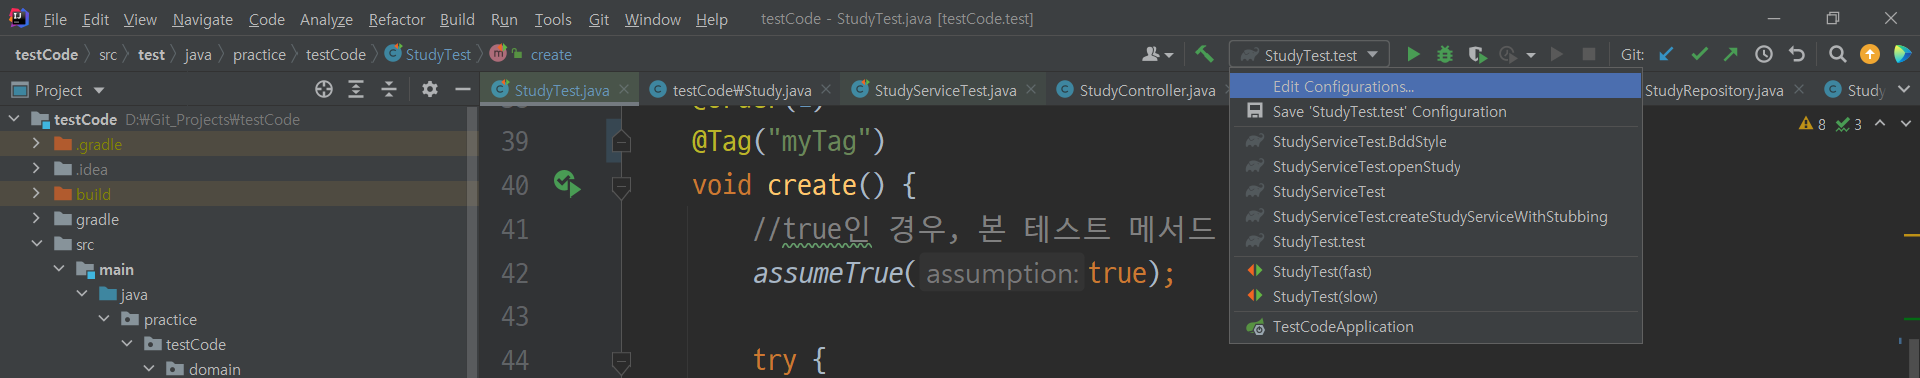 File Edit View Navigate Code Analyze Refactor Build Run Tools Git Window Help testCode - StudyTest.java [testCode.test]
testCode src test java practice testCode StudyTest create StudyTest.test Git:
Project
StudyTest.java testCode₩Study.java StudyServiceTest.java StudyController.java StudyRepository.java Study
Edit Configurations...
Save 'StudyTest.test' Configuration
StudyServiceTest.BddStyle
StudyServiceTest.openStudy
StudyServiceTest
StudyServiceTest.createStudyServiceWithStubbing
StudyTest.test
StudyTest(fast)
StudyTest(slow)
TestCodeApplication
testCode D:₩Git_Projects₩testCode
.gradle
.idea
build
gradle
src
main
java
practice
testCode
domain
8 3
39 @Tag("myTag")
40 void create() {
41 //true인 경우, 본 테스트 메서드
42 assumeTrue( assumption: true);
43
44 try {